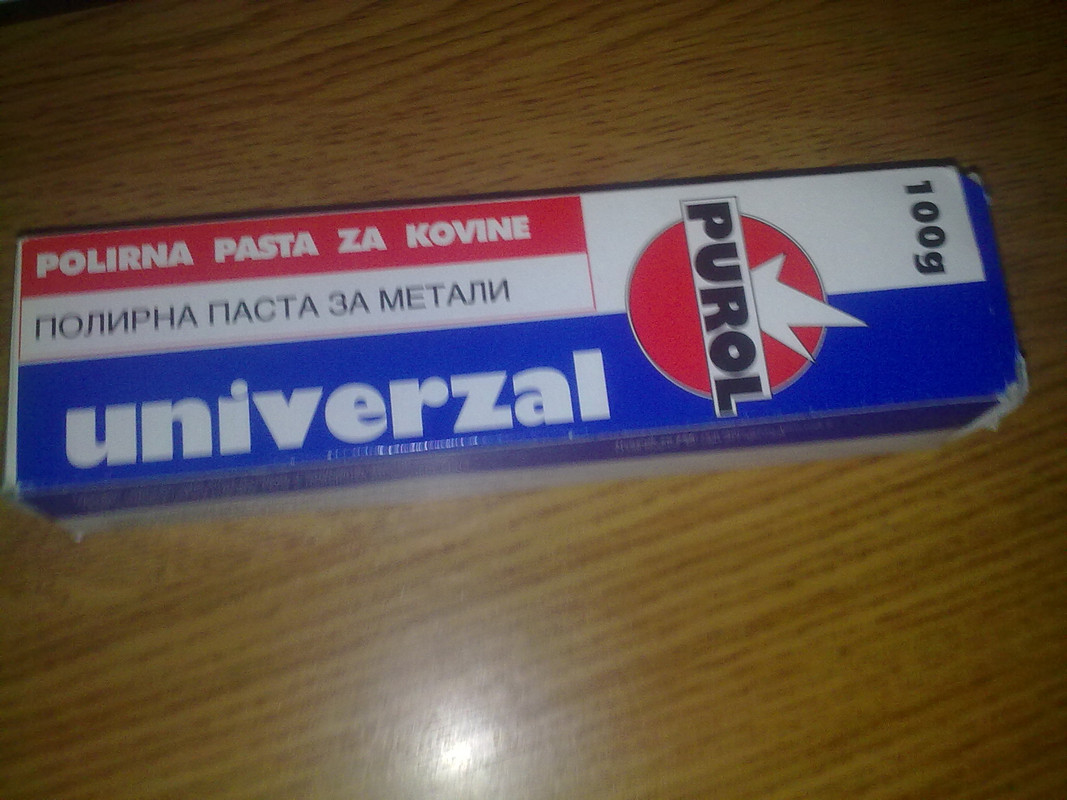 POLIRNA PASTA ZA KOVINE
ПОЛИРНА ПАСТА ЗА МЕТАЛИ
univerzal
PUROL
100g